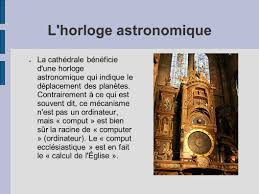 L'horloge astronomique
La cathédrale bénéficie
d'une horloge
astronomique qui indique le
déplacement des planètes.
Contrairement à ce qui est
souvent dit, ce mécanisme
n'est pas un ordinateur,
mais « comput » est bien
sûr la racine de « computer
» (ordinateur). Le « comput
ecclésiastique » est en fait
le « calcul de l'Église ».